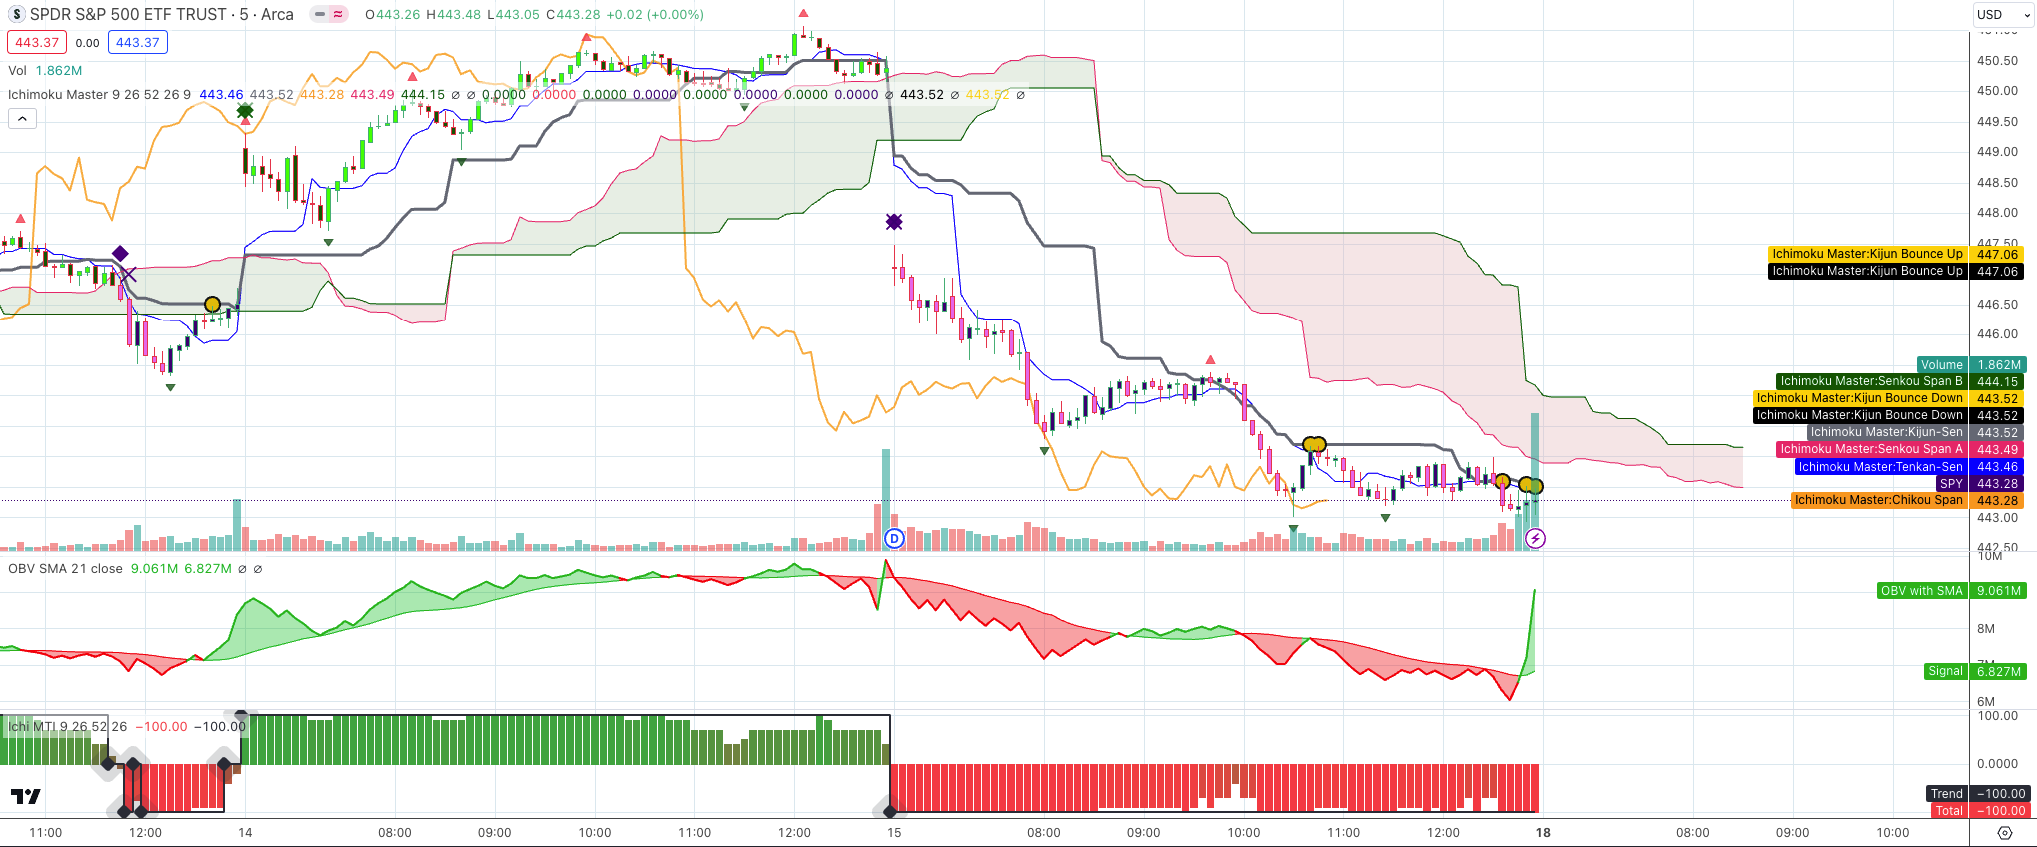 SPDR S&P 500 ETF TRUST · 5 · Arca O443.26 H443.48 L443.05 C443.28 +0.02 (+0.00%)
USD
443.37 0.00 443.37
Vol 1.862M
Ichimoku Master 9 26 52 26 9 443.46 443.52 443.28 443.49 444.15 ∅ ∅ 0.0000 0.0000 0.0000 0.0000 0.0000 0.0000 0.0000 0.0000 ∅ 443.52 ∅ 443.52 ∅
450.50
450.00
449.50
449.00
448.50
448.00
447.50
Ichimoku Master:Kijun Bounce Up 447.06
Ichimoku Master:Kijun Bounce Up 447.06
446.50
446.00
Volume 1.862M
Ichimoku Master:Senkou Span B 444.15
Ichimoku Master:Kijun Bounce Down 443.52
Ichimoku Master:Kijun Bounce Down 443.52
Ichimoku Master:Kijun-Sen 443.52
Ichimoku Master:Senkou Span A 443.49
Ichimoku Master:Tenkan-Sen 443.46
SPY 443.28
Ichimoku Master:Chikou Span 443.28
443.00
D
442.50
10M
OBV SMA 21 close 9.061M 6.827M ∅ ∅
OBV with SMA 9.061M
8M
Signal 6.827M
6M
Ichi MTI 9 26 52 26 −100.00 −100.00
100.00
0.0000
Trend −100.00
Total −100.00
11:00 12:00 14 08:00 09:00 10:00 11:00 12:00 15 08:00 09:00 10:00 11:00 12:00 18 08:00 09:00 10:00